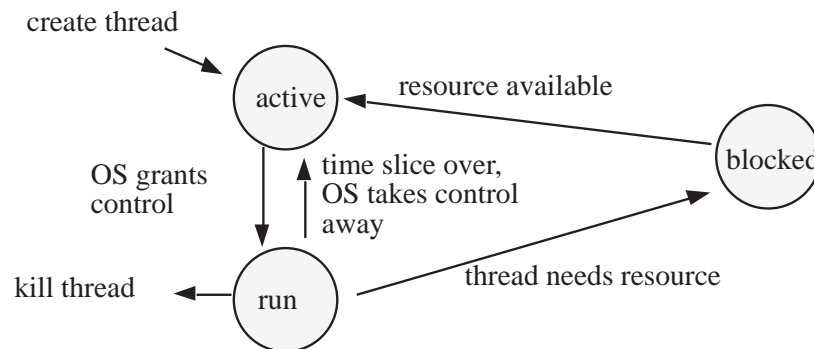 create thread
active
resource available
blocked
OS grants
control
time slice over,
OS takes control
away
thread needs resource
kill thread
run